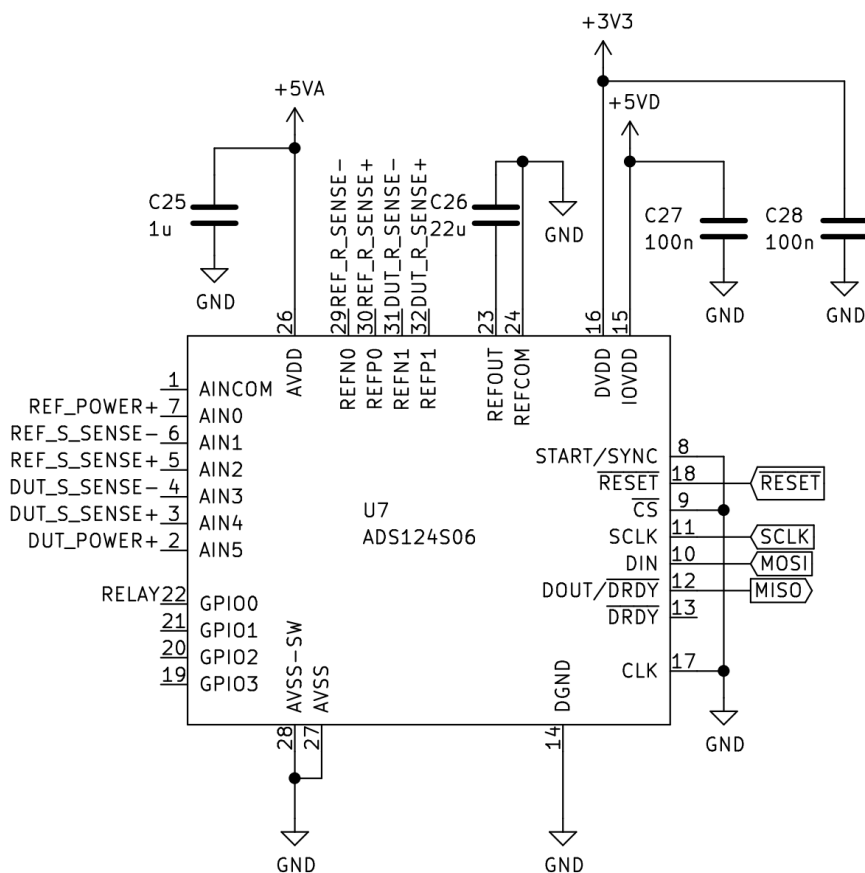 +3V3
+5VA
+5VD
C25
1u
29 REF_R_SENSE-
30 REF_R_SENSE+
31 DUT_R_SENSE-
32 DUT_R_SENSE+
C26
22u
GND
C27
100n
C28
100n
GND
GND
GND
26
23
24
16
15
AVDD
REFN0
REFP0
REFN1
REFP1
REFOUT
REFCOM
DVDD
IOVDD
1 AINCOM
REF_POWER+ 7 AIN0
REF_S_SENSE- 6 AIN1
REF_S_SENSE+ 5 AIN2
DUT_S_SENSE- 4 AIN3
DUT_S_SENSE+ 3 AIN4
DUT_POWER+ 2 AIN5
RELAY 22 GPIO0
21 GPIO1
20 GPIO2
19 GPIO3
U7
ADS124S06
START/SYNC 8
RESET 18 RESET
CS 9
SCLK 11 SCLK
DIN 10 MOSI
DOUT/DRDY 12 MISO
DRDY 13
CLK 17
GND
AVSS-SW
AVSS
DGND
28
27
14
GND
GND